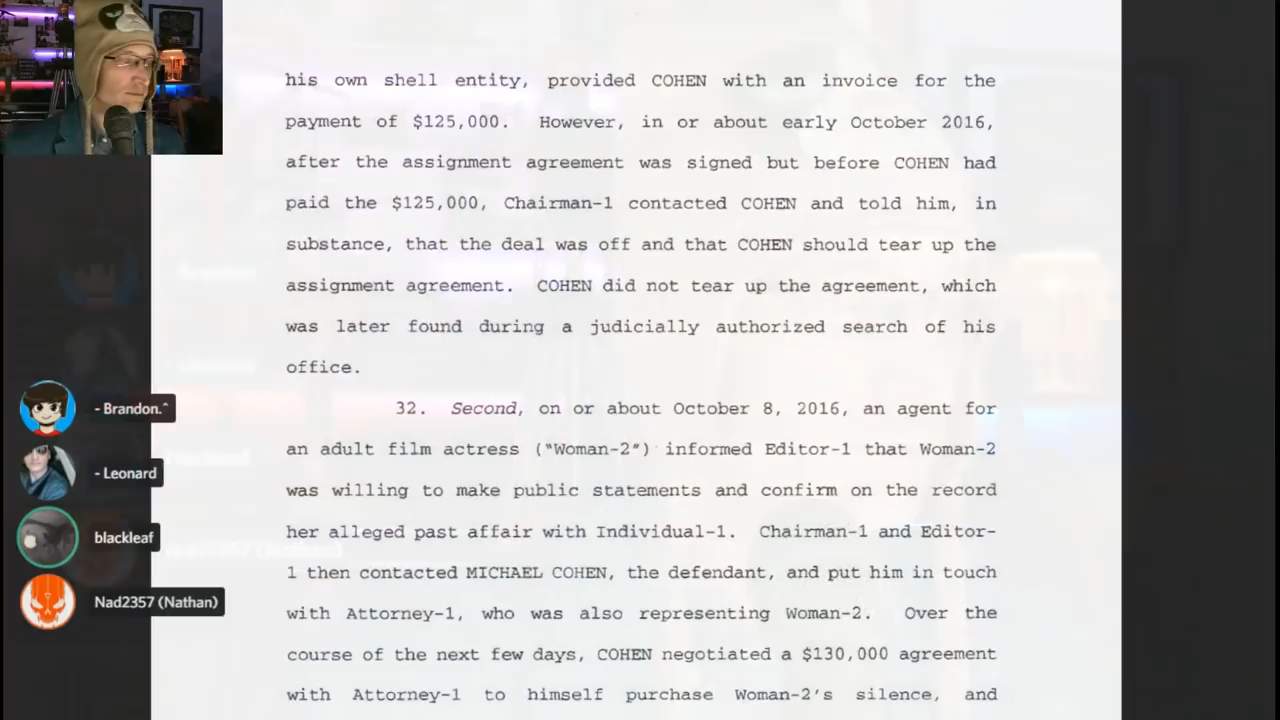 his own shell entity, provided COHEN with an invoice for the
payment of $125,000. However, in or about early October 2016,
after the assignment agreement was signed but before COHEN had
paid the $125,000, Chairman-1 contacted COHEN and told him, in
substance, that the deal was off and that COHEN should tear up the
assignment agreement. COHEN did not tear up the agreement, which
was later found during a judicially authorized search of his
office.
32. Second, on or about October 8, 2016, an agent for
an adult film actress ("Woman-2") informed Editor-1 that Woman-2
was willing to make public statements and confirm on the record
her alleged past affair with Individual-1. Chairman-1 and Editor-
1 then contacted MICHAEL COHEN, the defendant, and put him in touch
with Attorney-1, who was also representing Woman-2. Over the
course of the next few days, COHEN negotiated a $130,000 agreement
with Attorney-1 to himself purchase Woman-2's silence, and
- Brandon.^
- Leonard
blackleaf
Nad2357 (Nathan)